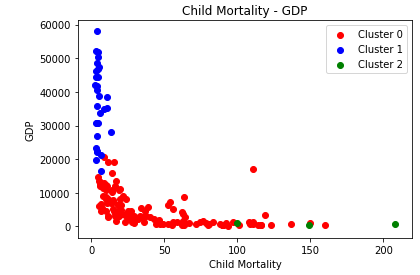 Child Mortality - GDP
Cluster 0
Cluster 1
Cluster 2
60000
50000
40000
30000
20000
10000
0
GDP
0 50 100 150 200
Child Mortality